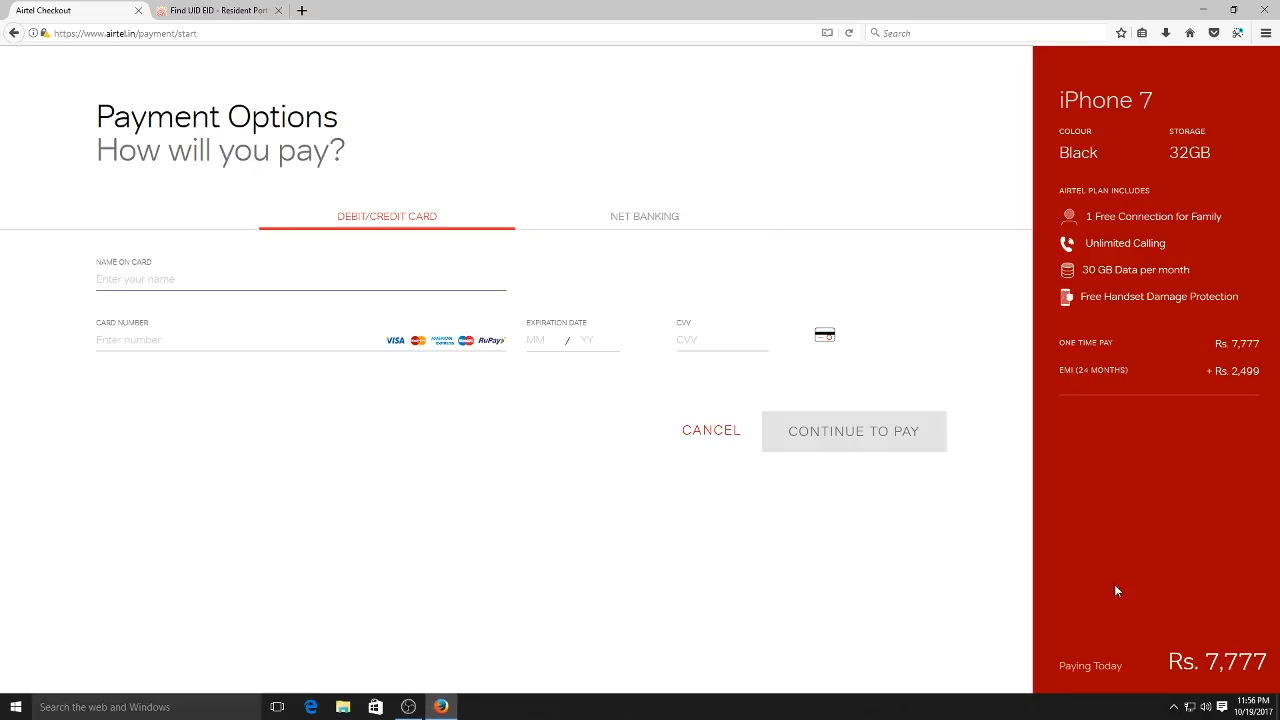 Airtel Checkout
Find UID EID - Resident Port
https://www.airtel.in/payment/start
Search
Payment Options
How will you pay?
DEBIT/CREDIT CARD
NET BANKING
NAME ON CARD
Enter your name
CARD NUMBER
EXPIRATION DATE
CVV
Enter number
VISA
AMERICAN EXPRESS
RuPay
MM / YY
CVV
CANCEL
CONTINUE TO PAY
iPhone 7
COLOUR
STORAGE
Black
32GB
AIRTEL PLAN INCLUDES
1 Free Connection for Family
Unlimited Calling
30 GB Data per month
Free Handset Damage Protection
ONE TIME PAY
Rs. 7,777
EMI (24 MONTHS)
+ Rs. 2,499
Paying Today
Rs. 7,777
Search the web and Windows
11:56 PM
10/19/2017